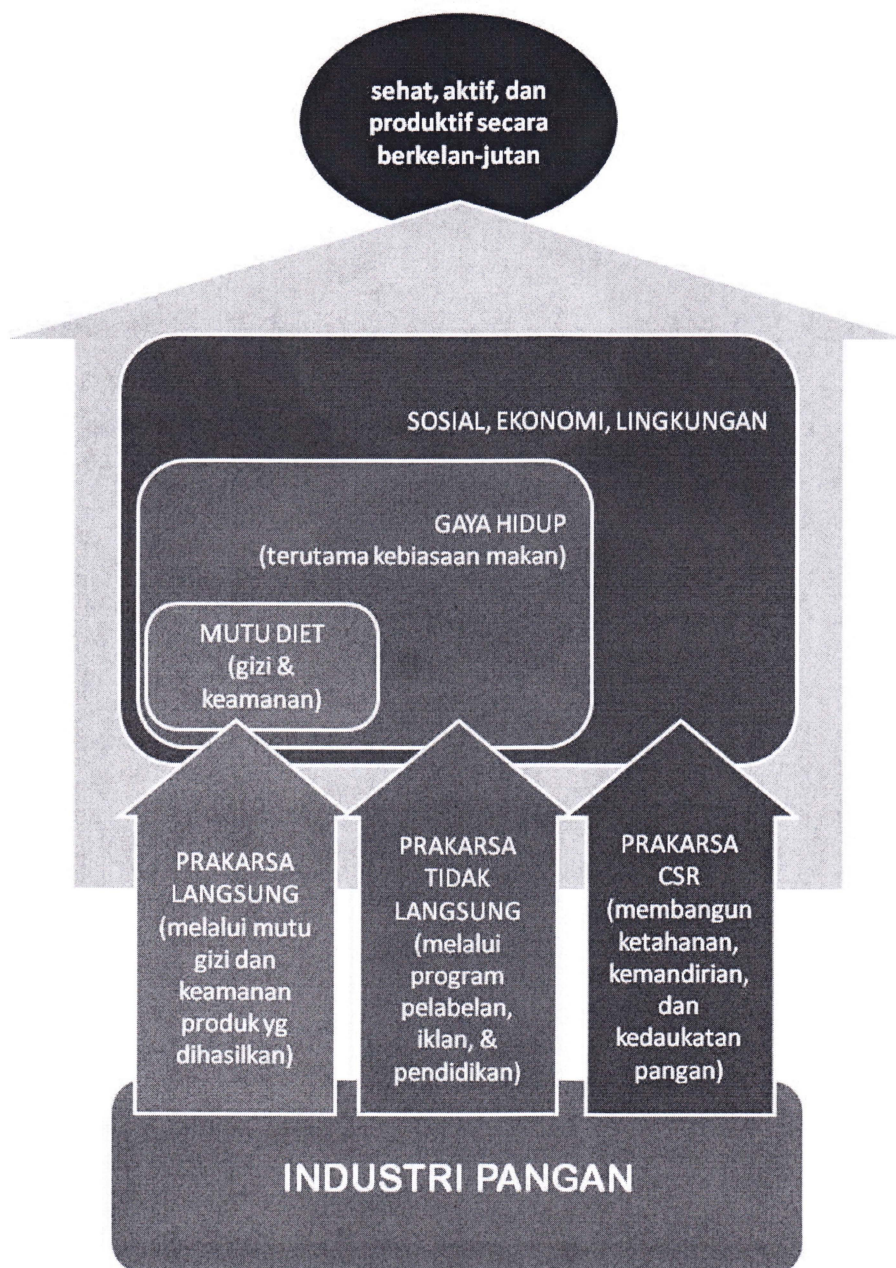 sehat, aktif, dan
produktif secara
berkelan-jutan
SOSIAL, EKONOMI, LINGKUNGAN
GAYA HIDUP
(terutama kebiasaan makan)
MUTU DIET
(gizi &
keamanan)
PRAKARSA
LANGSUNG
(melalui mutu
gizi dan
keamanan
produk yg
dihasilkan)
PRAKARSA
TIDAK
LANGSUNG
(melalui
program
pelabelan,
iklan, &
pendidikan)
PRAKARSA
CSR
(membangun
ketahanan,
kemandirian,
dan
kedaukatan
pangan)
INDUSTRI PANGAN